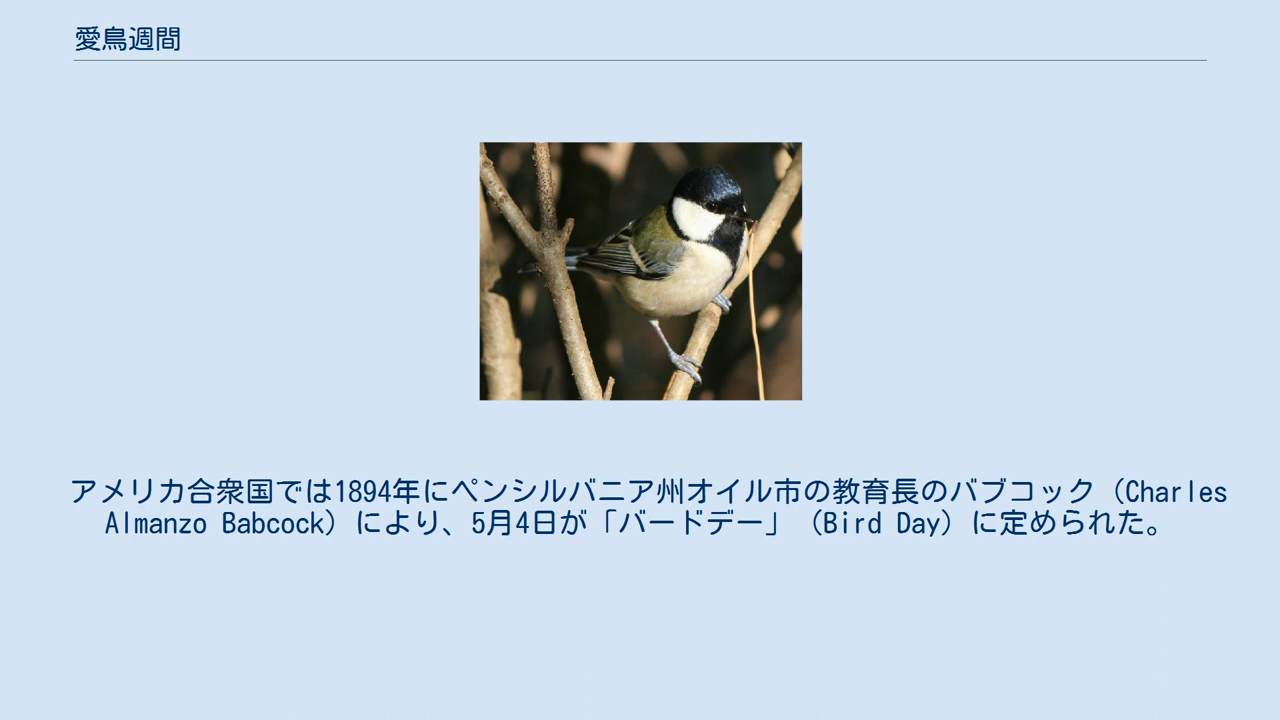 愛鳥週間
アメリカ合衆国では1894年にペンシルバニア州オイル市の教育長のバブコック（Charles
Almanzo Babcock）により、5月4日が「バードデー」（Bird Day）に定められた。